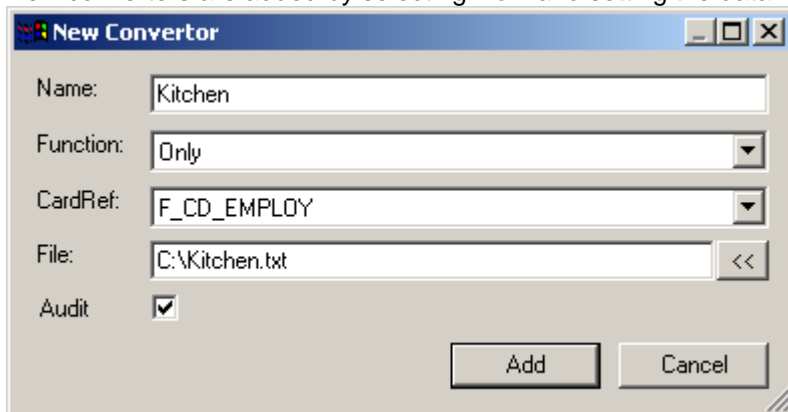 New Convertor
Name: Kitchen
Function: Only
CardRef: F_CD_EMPLOY
File: C:\Kitchen.txt <<
Audit
Add Cancel